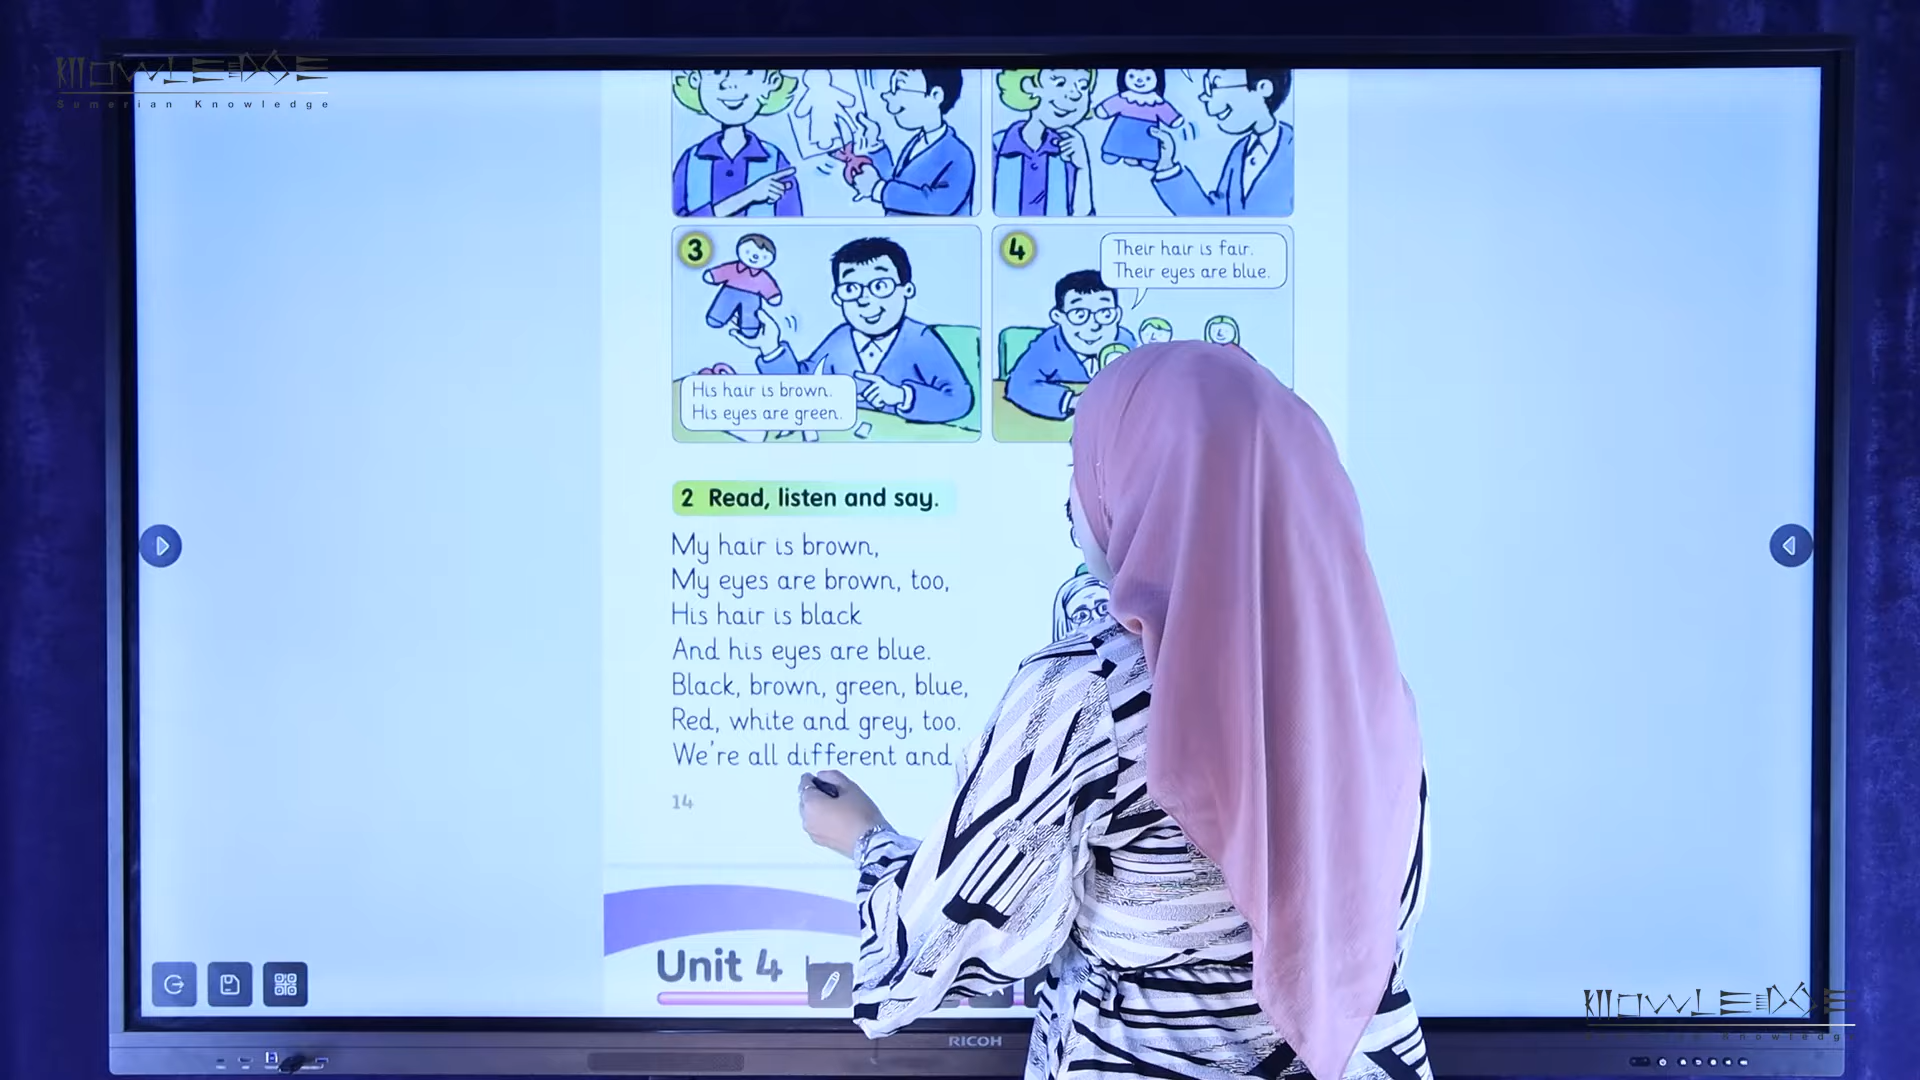 KNOWLEDGE
Sumerian Knowledge
3
4
Their hair is fair.
Their eyes are blue.
His hair is brown.
His eyes are green.
2 Read, listen and say.
My hair is brown,
My eyes are brown, too,
His hair is black
And his eyes are blue.
Black, brown, green, blue,
Red, white and grey, too.
We're all different and
14
Unit 4
RICOH
KNOWLEDGE
Sumerian Knowledge